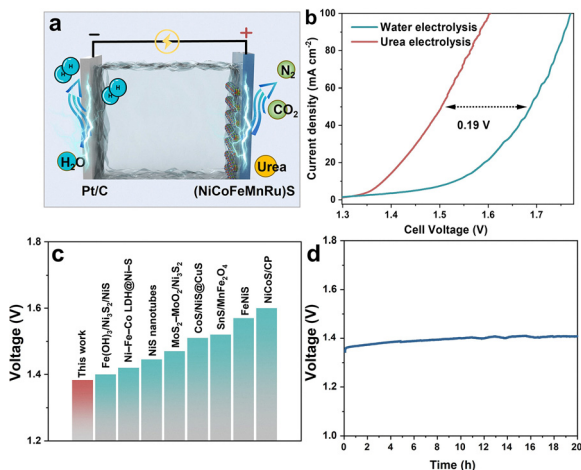 a
−
+
H
H
H
H
N2
CO2
H2O
Urea
Pt/C
(NiCoFeMnRu)S
b
Water electrolysis
Urea electrolysis
0.19 V
Current density (mA cm⁻²)
100
80
60
40
20
0
1.3 1.4 1.5 1.6 1.7
Cell Voltage (V)
c
Voltage (V)
1.8
1.6
1.4
1.2
This work
Fe(OH)3/Ni3S2/NiS
Ni–Fe–Co LDH@Ni–S
NiS nanotubes
MoS2–MoO2/Ni3S2
CoS/NiS@CuS
SnS/MnFe2O4
FeNiS
NiCoS/CP
d
Voltage (V)
1.8
1.6
1.4
1.2
1.0
0 2 4 6 8 10 12 14 16 18 20
Time (h)